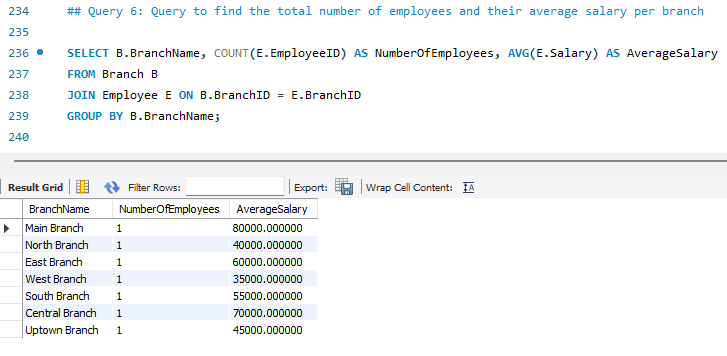 234 ## Query 6: Query to find the total number of employees and their average salary per branch
235
236 SELECT B.BranchName, COUNT(E.EmployeeID) AS NumberOfEmployees, AVG(E.Salary) AS AverageSalary
237 FROM Branch B
238 JOIN Employee E ON B.BranchID = E.BranchID
239 GROUP BY B.BranchName;
240
Result Grid Filter Rows: Export: Wrap Cell Content: IA
BranchName NumberOfEmployees AverageSalary
Main Branch 1 80000.000000
North Branch 1 40000.000000
East Branch 1 60000.000000
West Branch 1 35000.000000
South Branch 1 55000.000000
Central Branch 1 70000.000000
Uptown Branch 1 45000.000000